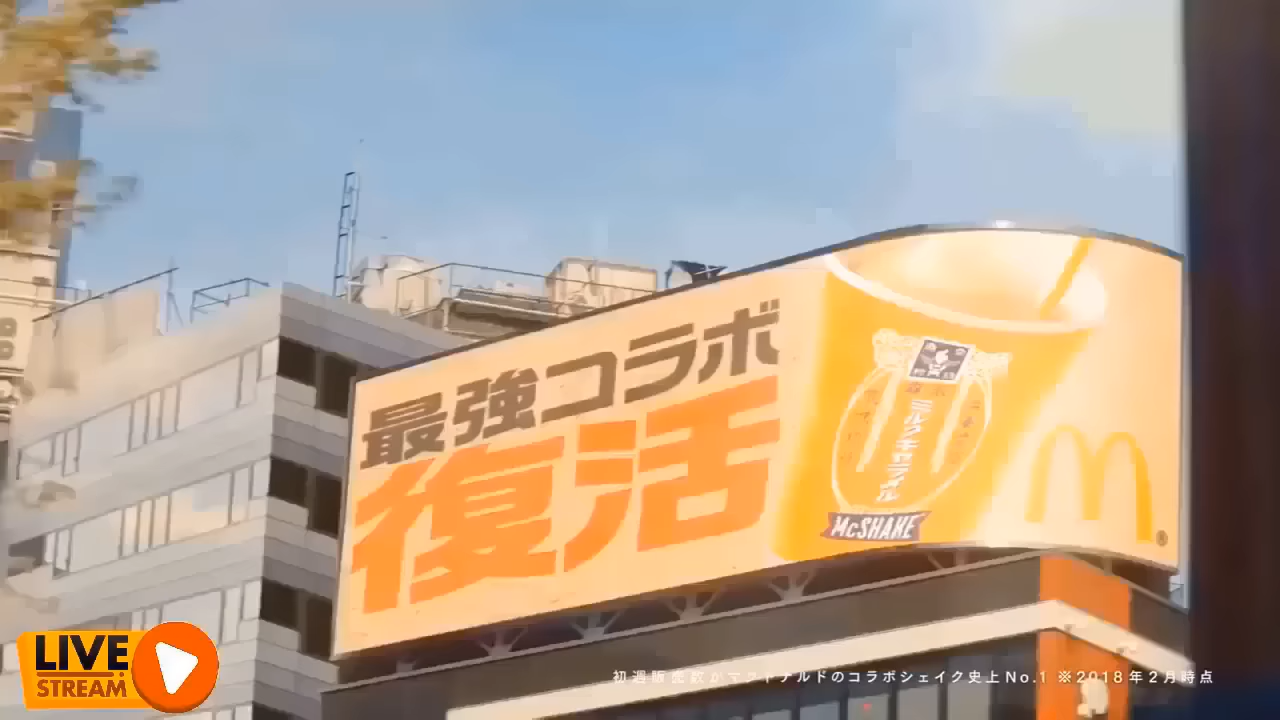 最強コラボ
復活
ミルクキャラメル
McSHAKE
LIVE
STREAM
初週販売数がマクドナルドのコラボシェイク史上No.1 ※2018年2月時点